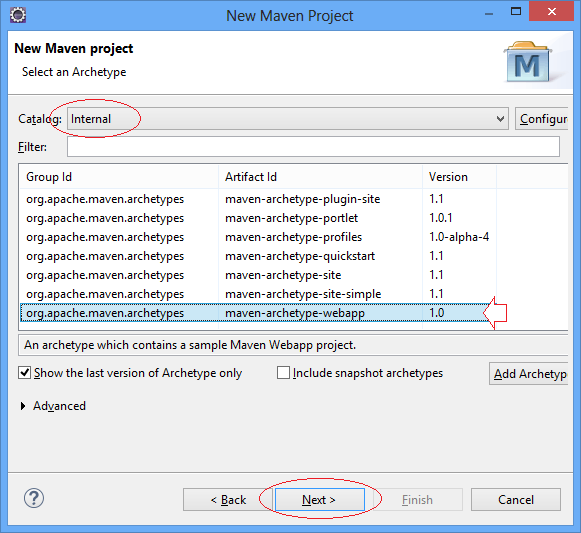 New Maven Project
New Maven project
Select an Archetype
M
Catalog: Internal Configure
Filter:
Group Id Artifact Id Version
org.apache.maven.archetypes maven-archetype-plugin-site 1.1
org.apache.maven.archetypes maven-archetype-portlet 1.0.1
org.apache.maven.archetypes maven-archetype-profiles 1.0-alpha-4
org.apache.maven.archetypes maven-archetype-quickstart 1.1
org.apache.maven.archetypes maven-archetype-site 1.1
org.apache.maven.archetypes maven-archetype-site-simple 1.1
org.apache.maven.archetypes maven-archetype-webapp 1.0
An archetype which contains a sample Maven Webapp project.
Show the last version of Archetype only Include snapshot archetypes Add Archetyp
Advanced
? < Back Next > Finish Cancel